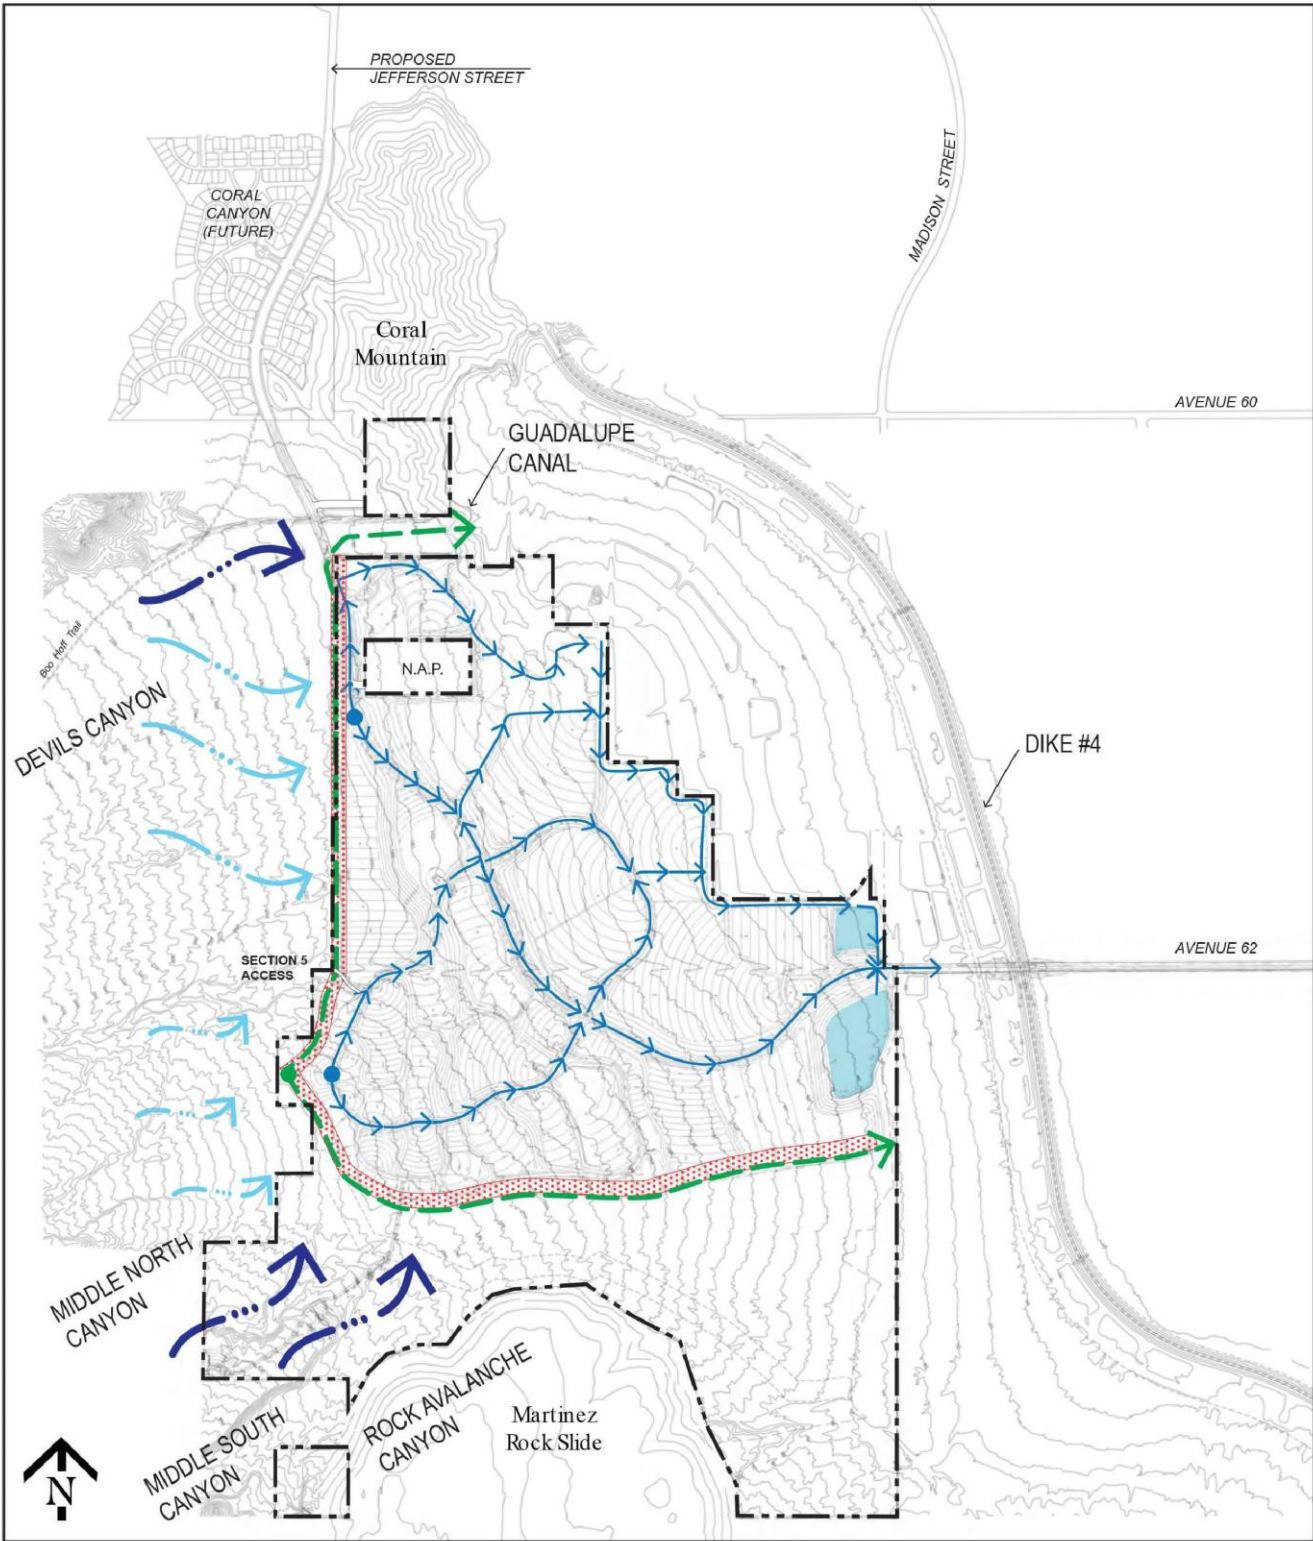 PROPOSED
JEFFERSON STREET
MADISON STREET
CORAL
CANYON
(FUTURE)
Coral
Mountain
AVENUE 60
GUADALUPE
CANAL
Boo Hoff Trail
N.A.P.
DEVILS CANYON
DIKE #4
SECTION 5
ACCESS
AVENUE 62
MIDDLE NORTH
CANYON
ROCK AVALANCHE
CANYON
Martinez
Rock Slide
MIDDLE SOUTH
CANYON
N